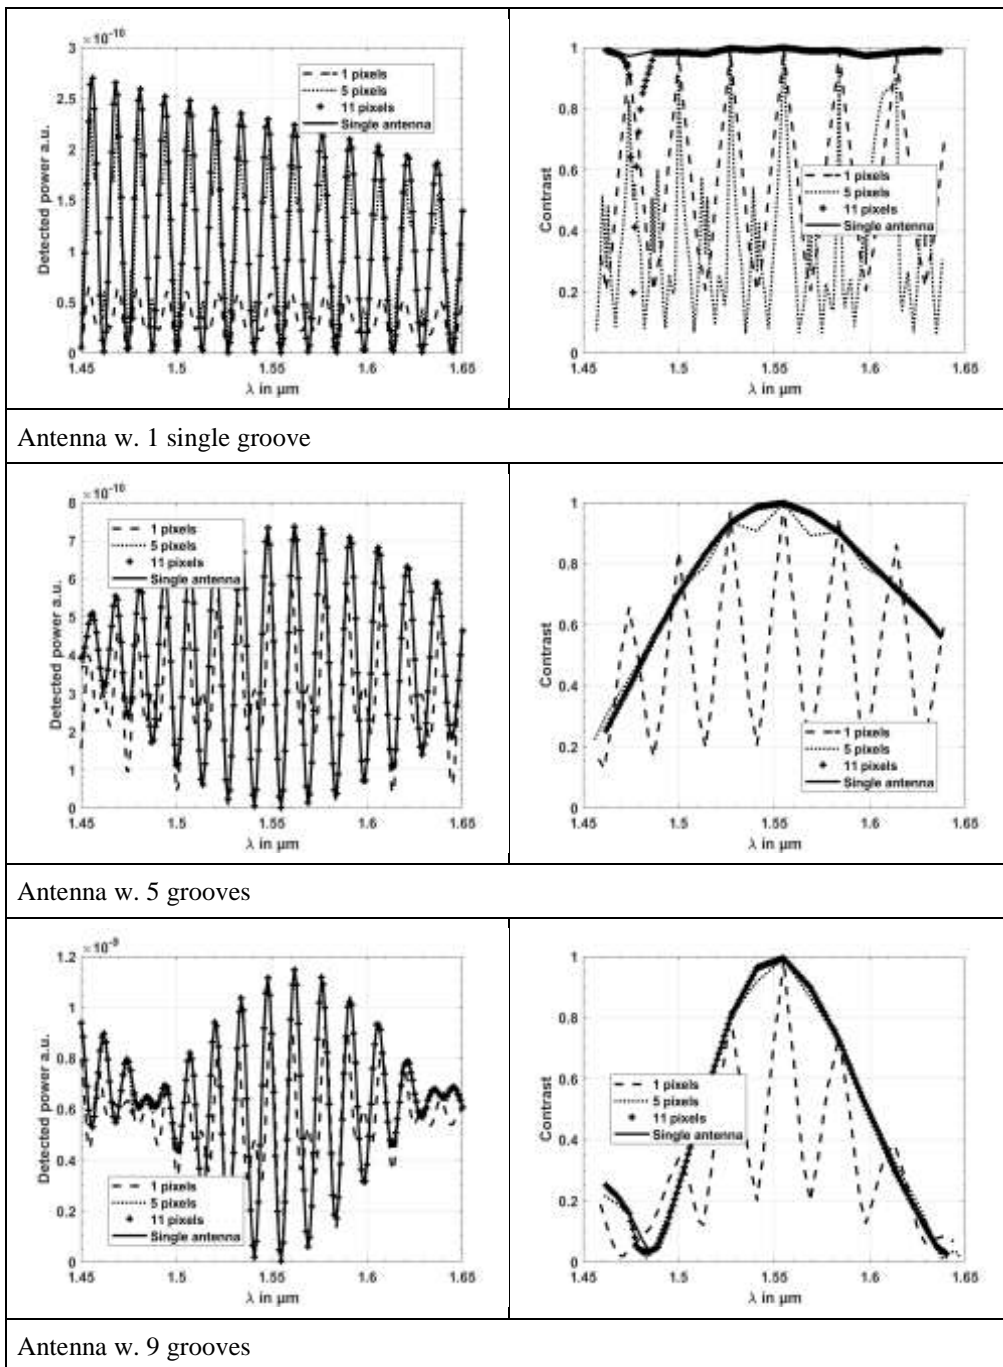 × 10⁻¹⁰
3
2.5
2
1.5
1
0.5
0
Detected power a.u.
1 pixels
5 pixels
11 pixels
Single antenna
1.45 1.5 1.55 1.6 1.65
λ in µm
1
0.8
0.6
0.4
0.2
0
Contrast
1 pixels
5 pixels
11 pixels
Single antenna
1.45 1.5 1.55 1.6 1.65
λ in µm
Antenna w. 1 single groove
× 10⁻¹⁰
8
7
6
5
4
3
2
1
0
Detected power a.u.
1 pixels
5 pixels
11 pixels
Single antenna
1.45 1.5 1.55 1.6 1.65
λ in µm
1
0.8
0.6
0.4
0.2
0
Contrast
1 pixels
5 pixels
11 pixels
Single antenna
1.45 1.5 1.55 1.6 1.65
λ in µm
Antenna w. 5 grooves
× 10⁻⁹
1.2
1
0.8
0.6
0.4
0.2
0
Detected power a.u.
1 pixels
5 pixels
11 pixels
Single antenna
1.45 1.5 1.55 1.6 1.65
λ in µm
1
0.8
0.6
0.4
0.2
0
Contrast
1 pixels
5 pixels
11 pixels
Single antenna
1.45 1.5 1.55 1.6 1.65
λ in µm
Antenna w. 9 grooves